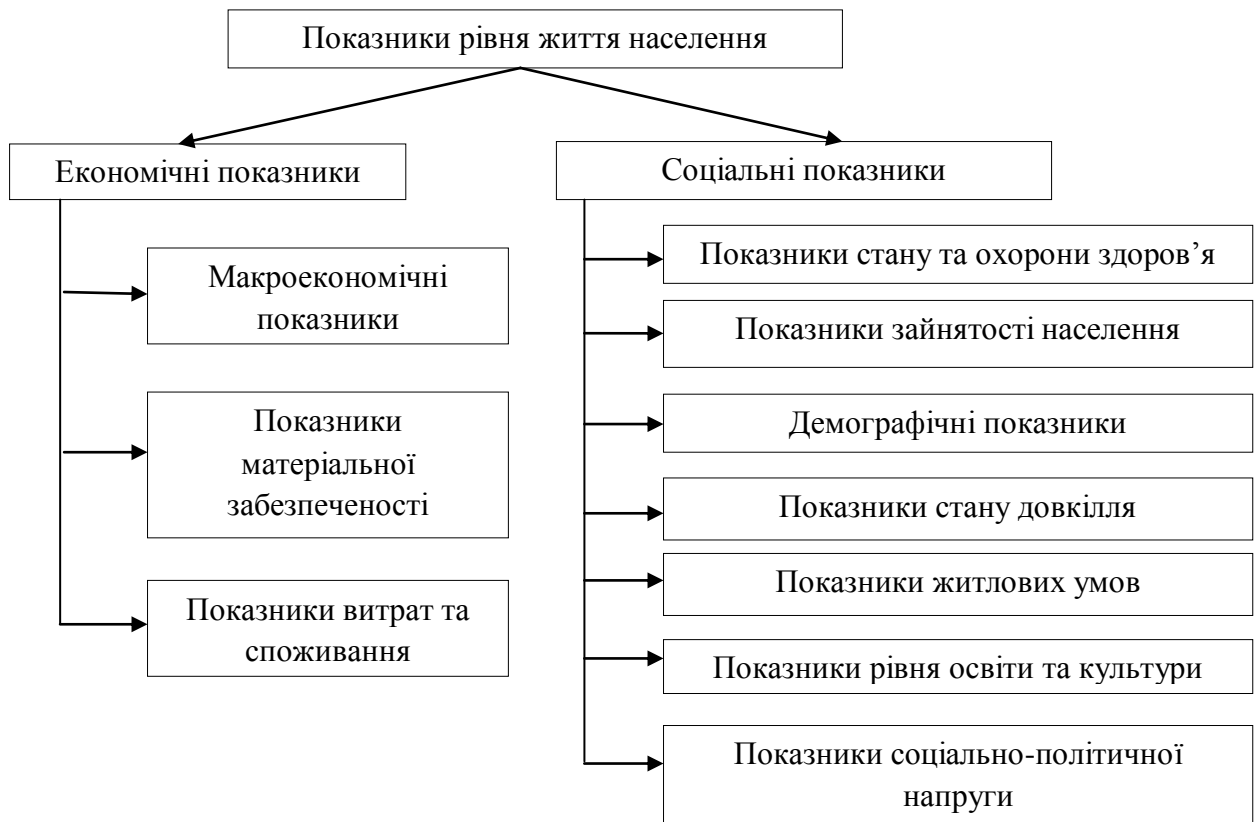 Показники рівня життя населення
Економічні показники
Макроекономічні
показники
Показники
матеріальної
забезпеченості
Показники витрат та
споживання
Соціальні показники
Показники стану та охорони здоров’я
Показники зайнятості населення
Демографічні показники
Показники стану довкілля
Показники житлових умов
Показники рівня освіти та культури
Показники соціально-політичної
напруги